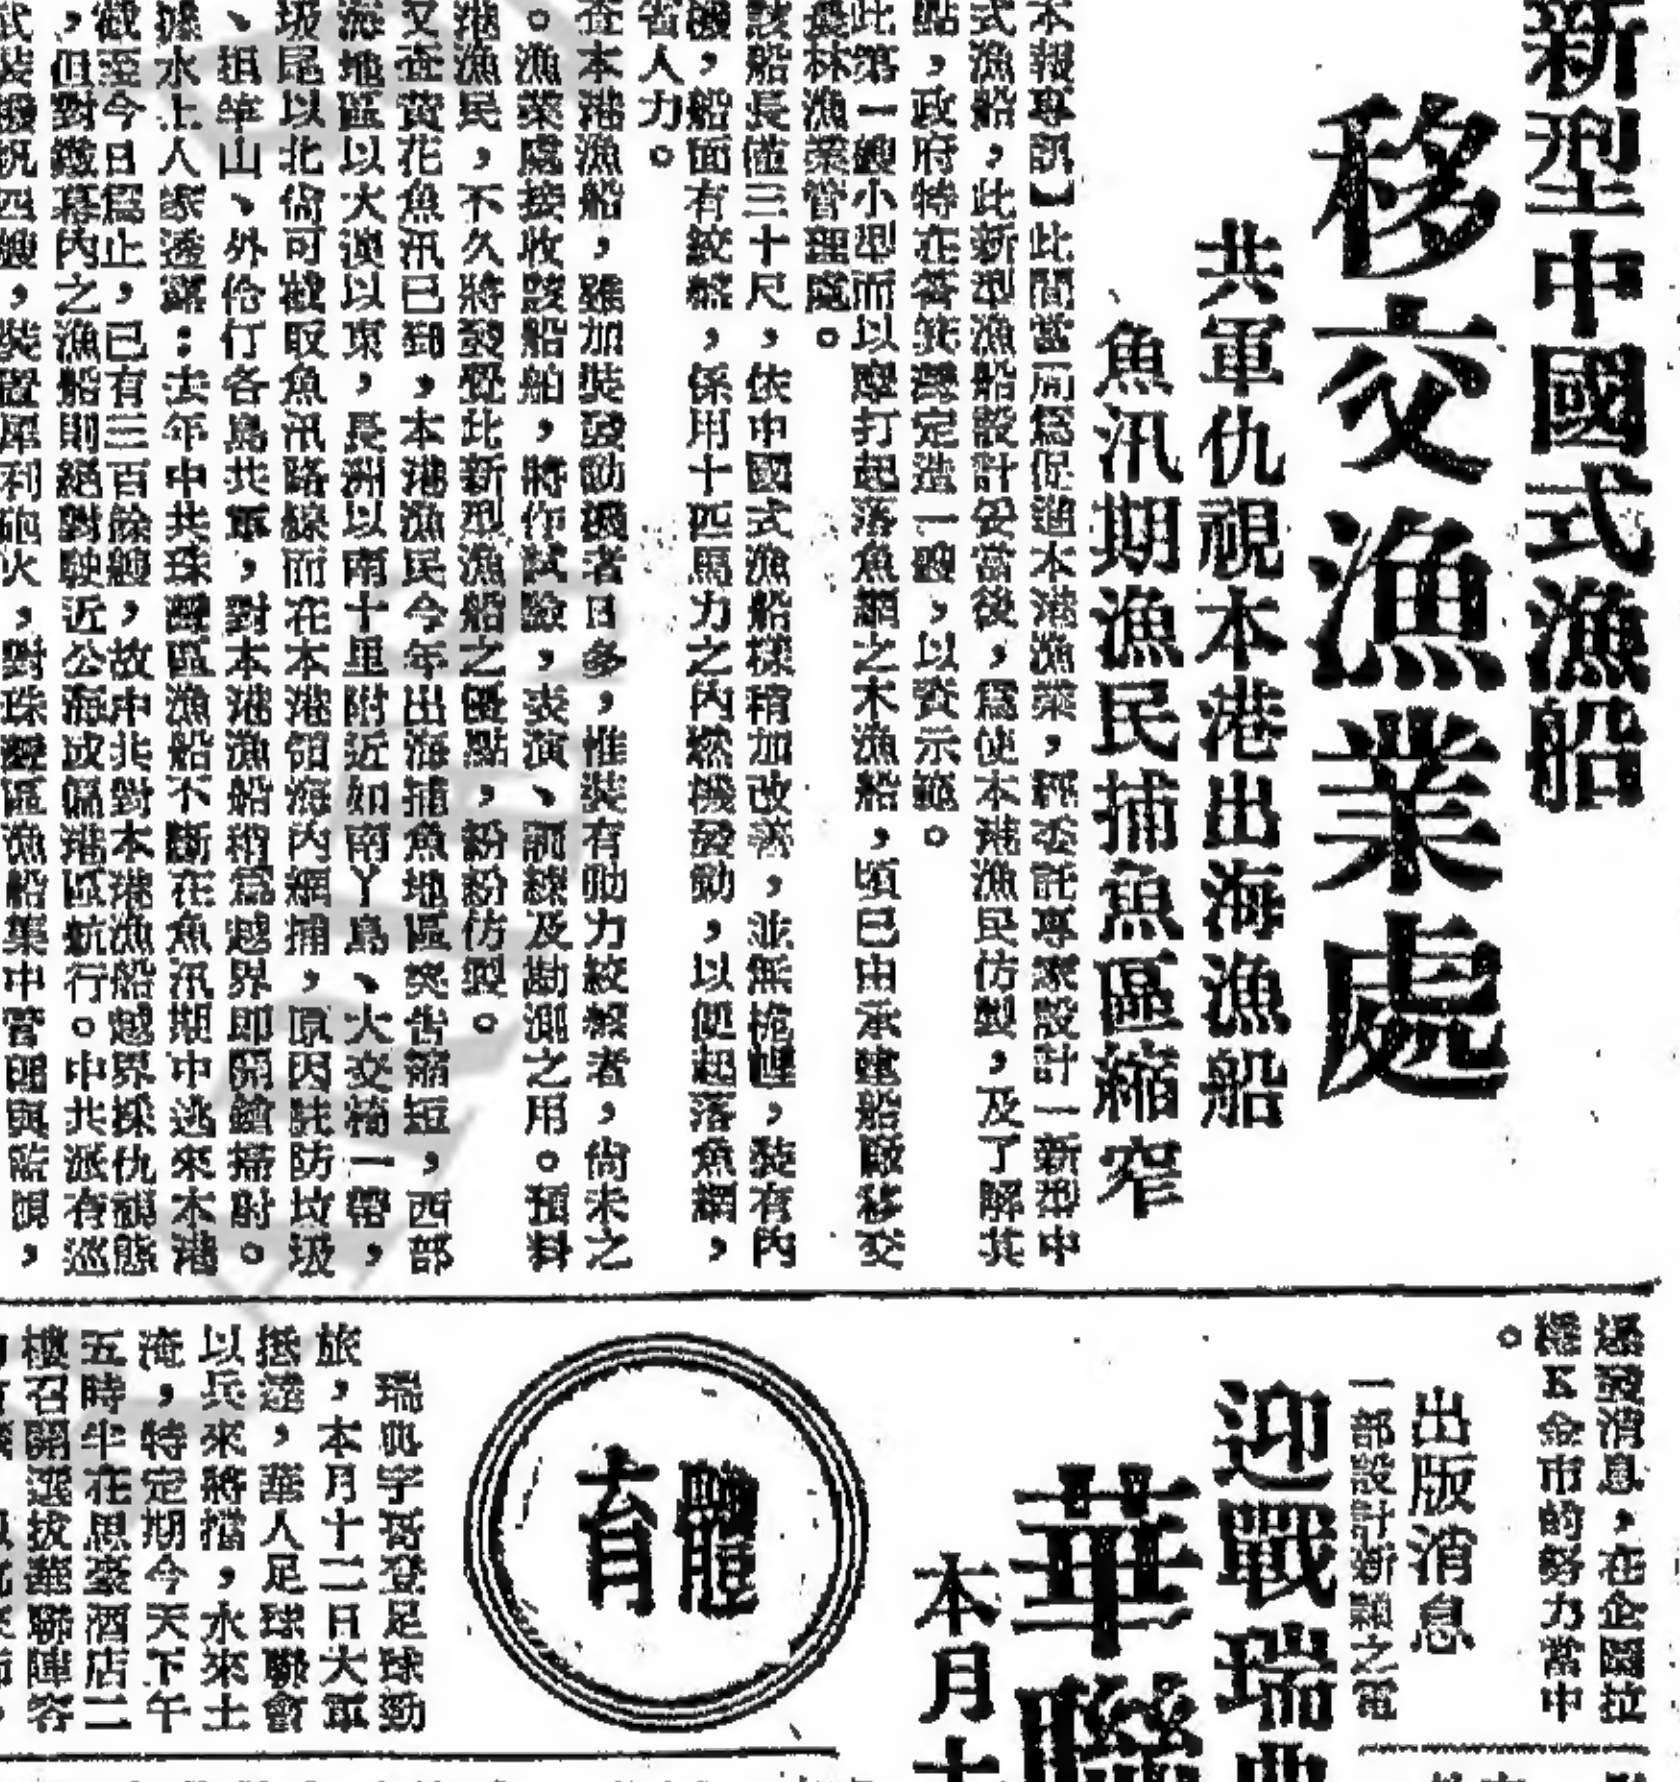 新型中國式漁船
移交漁業處
共軍仇視本港出海漁船
魚汛期漁民捕魚區縮窄
本報專訊】此間當局爲促進本港漁業,經委託專家設計一新型中
式漁船,此新型漁船設計妥當後,爲使本港漁民仿製,及了解其
點,政府特在筲箕灣定造一艘,以資示範。
此第一艘小型而以摩打起落魚網之木漁船,頃已由承建船廠移交
農林漁業管理處。
該船長僅三十尺,依中國式漁船樣稍加改善,並無桅杆,裝有內
機,船面有絞盤,係用十匹馬力之內燃機發動,以便起落魚網,
省人力。
查本港漁船,雖加裝發動機者日多,惟裝有助力絞盤者,尙未之
。漁業處接收該船舶,將作試驗,表演、訓練及勘測之用。預料
港漁民,不久將發覺此新型漁船之優點,紛紛仿製。
又查黃花魚汛已到,本港漁民今年出海捕魚地區突告縮短,西部
海地區以大澳以東,長洲以南十里附近如南丫島、大交椅一帶,
圾尾以北尙可截取魚汛路線而在本港領海內網捕,原因駐防垃圾
、担竿山、外伶仃各島共軍,對本港漁船稍爲越界即開鎗掃射。
據水上人家透露:去年中共珠灣區漁船不斷在魚汛期中逃來本港
截至今日爲止,已有三百餘艘,故中共對本港漁船越界採仇視態
,但對鐵幕內之漁船則絕對駛近公海或區港區航行。中共派有巡
武裝機帆四艘,裝置犀利砲火,對珠灣區漁船集中管理與監視,
逐發消息,在企圖拉
穩K金市的努力當中
。
出版消息
一部設計新穎之電
迎戰瑞典
華聯
本月十
體育
瑞典宇哥登足球勁
旅,本月十二日大軍
抵達,華人足球聯會
以兵來將擋,水來土
淹,特定期今天下午
五時半在思豪酒店二
樓召開選拔華聯陣容